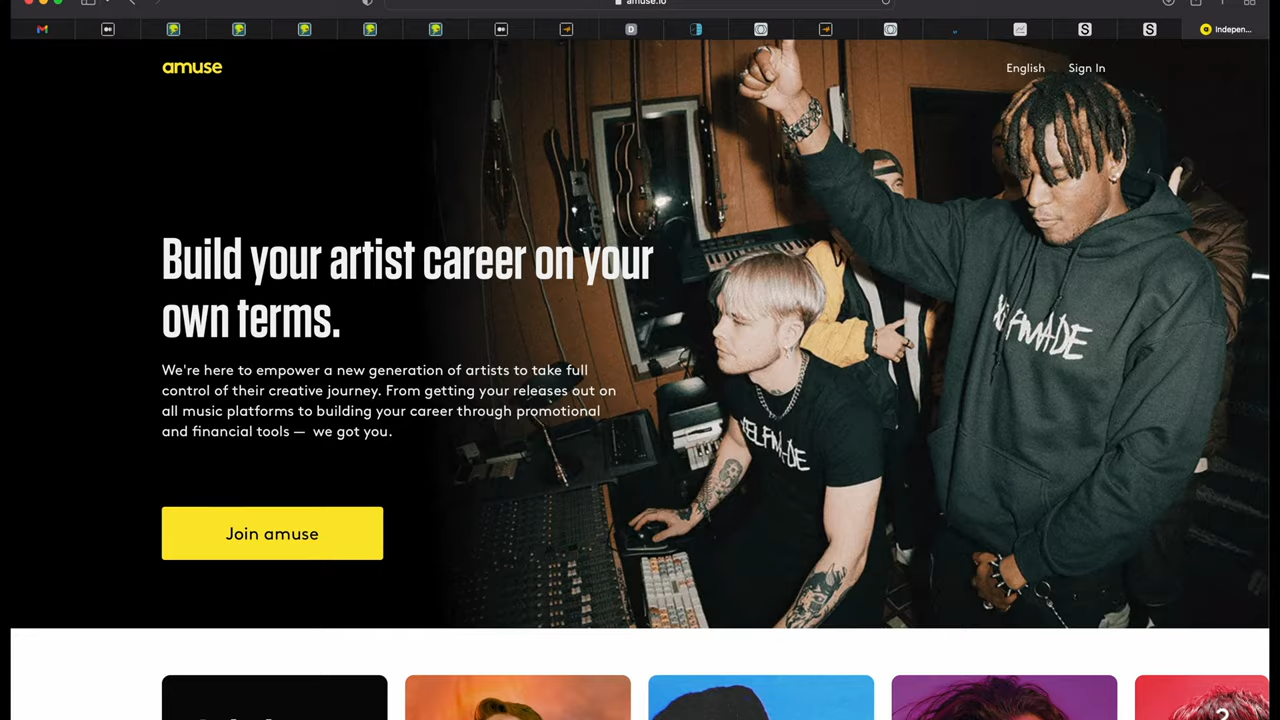 amuse.io
Indepen...
amuse
English
Sign In
Build your artist career on your
own terms.
We're here to empower a new generation of artists to take full
control of their creative journey. From getting your releases out on
all music platforms to building your career through promotional
and financial tools — we got you.
Join amuse